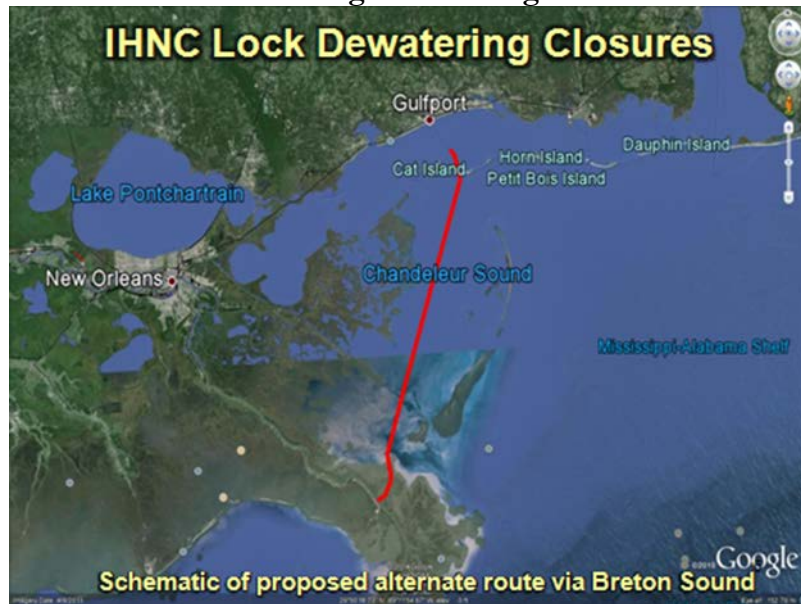 IHNC Lock Dewatering Closures
Gulfport
Dauphin Island
Horn Island
Cat Island
Petit Bois Island
Lake Pontchartrain
New Orleans
Chandeleur Sound
Mississippi-Alabama Shelf
Google
Schematic of proposed alternate route via Breton Sound